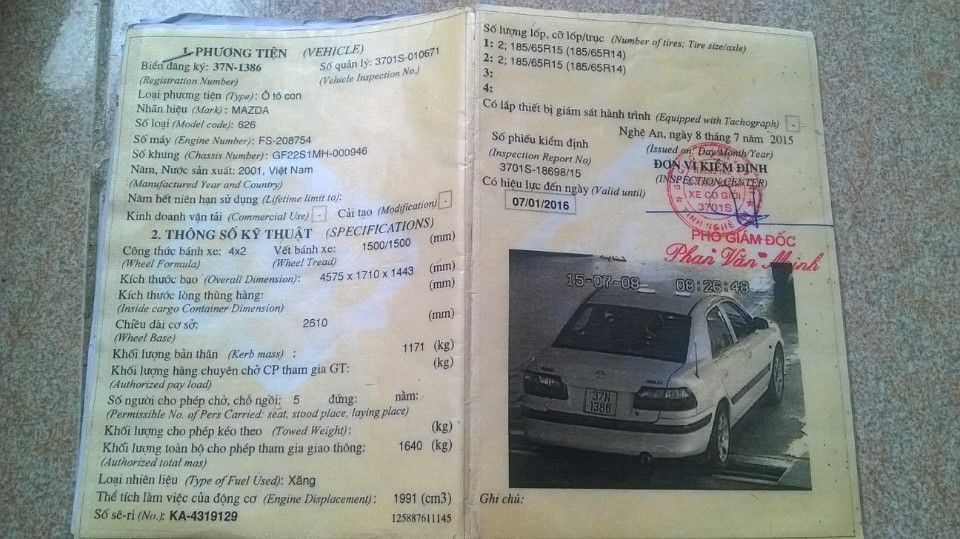 1. PHƯƠNG TIỆN (VEHICLE)
Biển đăng ký: 37N-1386 Số quản lý: 3701S-010671
(Registration Number) (Vehicle Inspection No.)
Loại phương tiện (Type): Ô tô con
Nhãn hiệu (Mark): MAZDA
Số loại (Model code): 626
Số máy (Engine Number): FS-208754
Số khung (Chassis Number): GF22S1MH-000946
Năm, Nước sản xuất: 2001, Việt Nam
(Manufactured Year and Country)
Năm hết niên hạn sử dụng (Lifetime limit to):
Kinh doanh vận tải (Commercial Use) - Cải tạo (Modification) -
2. THÔNG SỐ KỸ THUẬT (SPECIFICATIONS)
Công thức bánh xe: 4x2 Vết bánh xe: 1500/1500 (mm)
(Wheel Formula) (Wheel Tread)
Kích thước bao (Overall Dimension): 4575 x 1710 x 1443 (mm)
Kích thước lòng thùng hàng: (mm)
(Inside cargo Container Dimension)
Chiều dài cơ sở: 2610 (mm)
(Wheel Base)
Khối lượng bản thân (Kerb mass) : 1171 (kg)
Khối lượng hàng chuyên chở CP tham gia GT: (kg)
(Authorized pay load)
Số người cho phép chở, chỗ ngồi: 5 đứng: nằm:
(Permissible No. of Pers Carried: seat, stood place, laying place)
Khối lượng cho phép kéo theo (Towed Weight): (kg)
Khối lượng toàn bộ cho phép tham gia giao thông: 1640 (kg)
(Authorized total mas)
Loại nhiên liệu (Type of Fuel Used): Xăng
Thể tích làm việc của động cơ (Engine Displacement): 1991 (cm3)
Số sê-ri (No.): KA-4319129 125887611145
Số lượng lốp, cỡ lốp/trục (Number of tires; Tire size/axle)
1: 2; 185/65R15 (185/65R14)
2: 2; 185/65R15 (185/65R14)
3:
4:
Có lắp thiết bị giám sát hành trình (Equipped with Tachograph) -
Nghệ An, ngày 8 tháng 7 năm 2015
(Issued on: Day/Month/Year)
Số phiếu kiểm định
(Inspection Report No)
3701S-18698/15
ĐƠN VỊ KIỂM ĐỊNH
(INSPECTION CENTER)
Có hiệu lực đến ngày (Valid until)
07/01/2016
XE CƠ GIỚI
3701S
TỈNH NGHỆ
PHÓ GIÁM ĐỐC
Phan Văn Minh
15-07-08 08:26:48
37N
1386
Ghi chú: